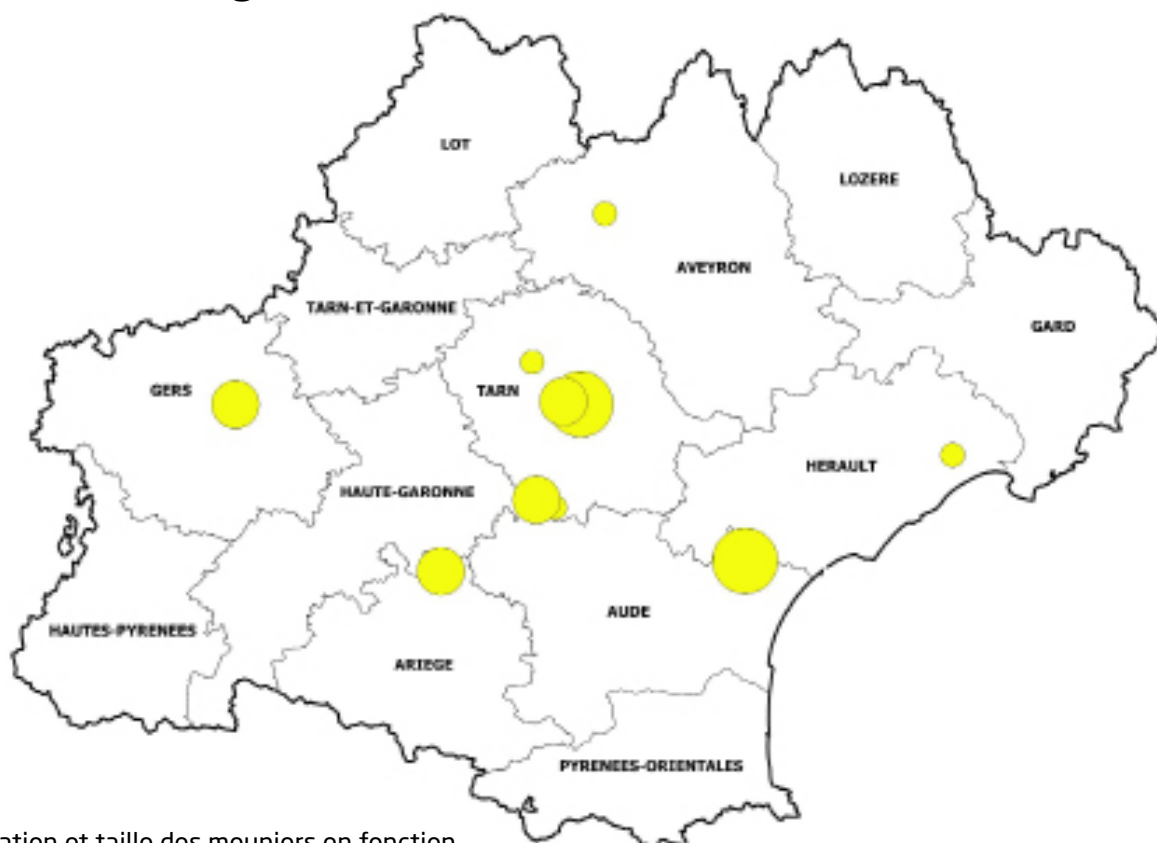 LOT
LOZERE
AVEYRON
TARN-ET-GARONNE
GARD
GERS
TARN
HERAULT
HAUTE-GARONNE
AUDE
HAUTES-PYRENEES
ARIEGE
PYRENEES-ORIENTALES
et taille des meuniers en fonction